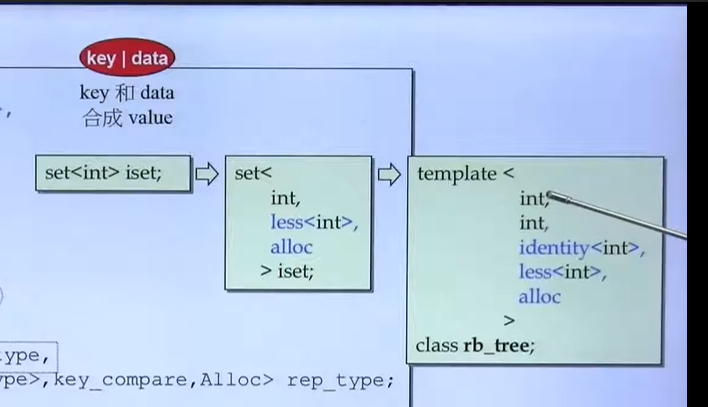 key | data
key 和 data
合成 value
set<int> iset;
set<
int,
less<int>,
alloc
> iset;
template <
int,
int,
identity<int>,
less<int>,
alloc
>
class rb_tree;
ype,
pe>,key_compare,Alloc> rep_type;